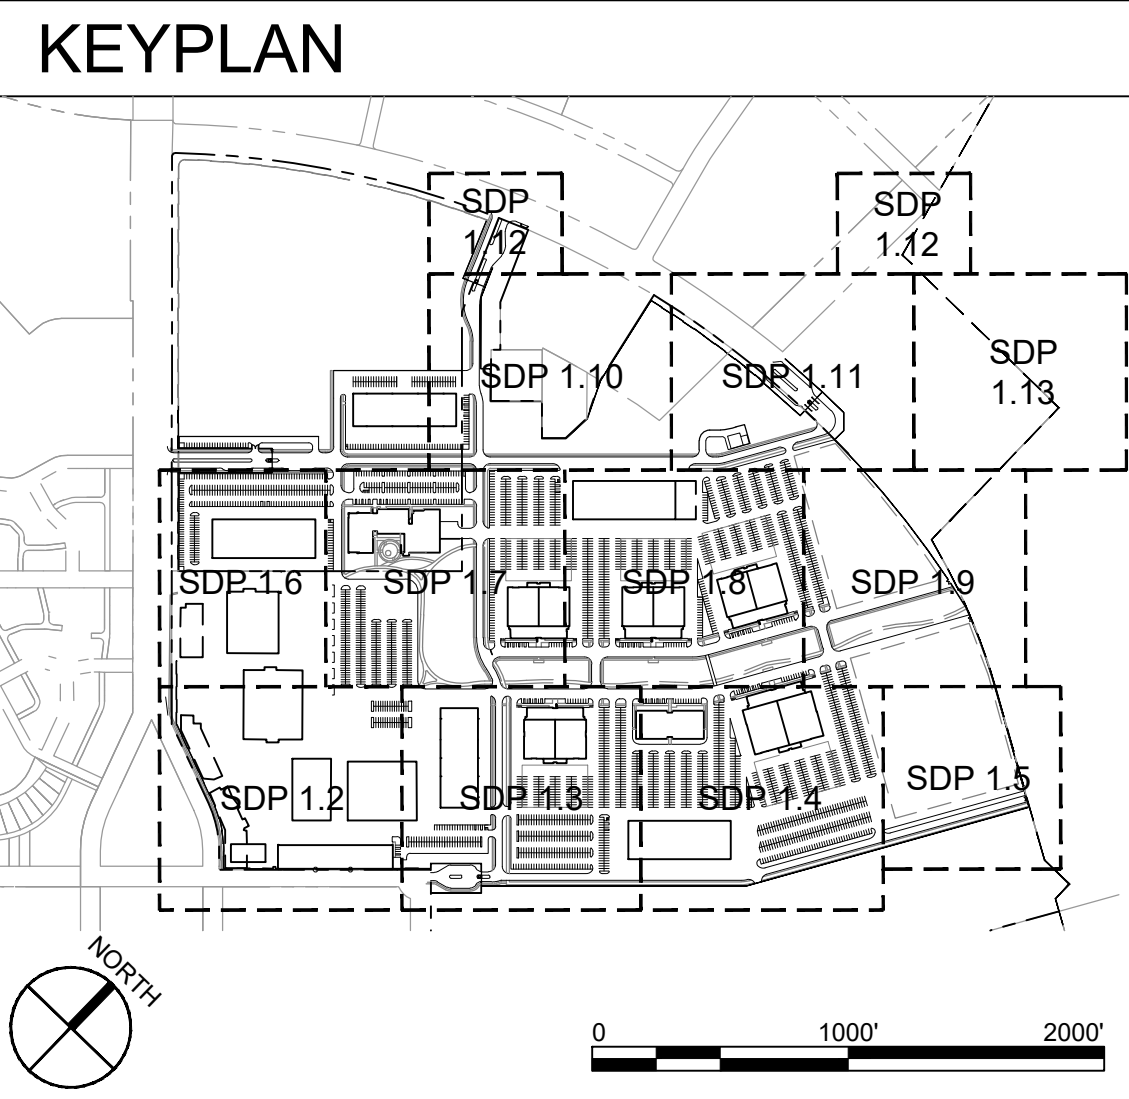 KEYPLAN
SDP
1.12
SDP
1.12
SDP
1.13
SDP 1.10
SDP 1.11
SDP 1.6
SDP 1.7
SDP 1.8
SDP 1.9
SDP 1.2
SDP 1.3
SDP 1.4
SDP 1.5
NORTH
0
1000'
2000'